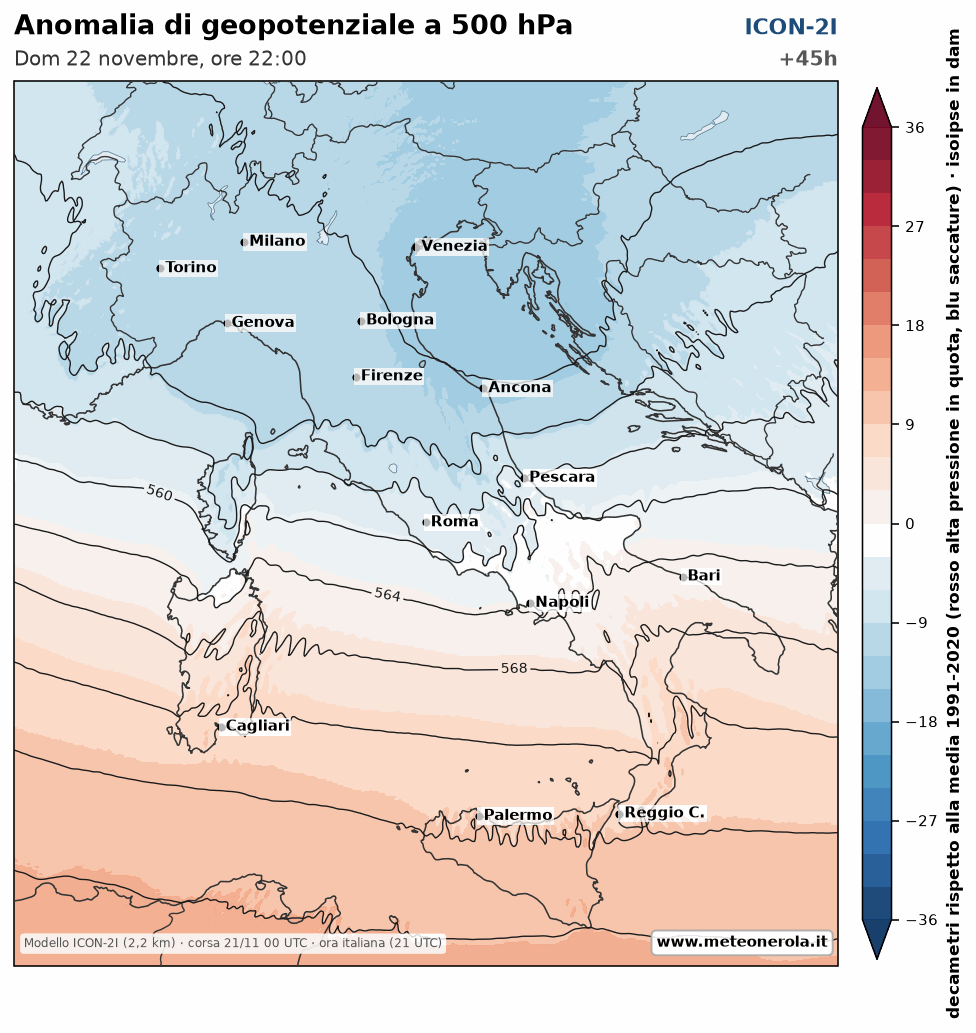 Anomalia di geopotenziale a 500 hPa
ICON-2I
Dom 22 novembre, ore 22:00
+45h
Milano
Venezia
Torino
Genova
Bologna
Firenze
Ancona
Pescara
560
Roma
Bari
564
Napoli
568
Cagliari
Palermo
Reggio C.
Modello ICON-2I (2,2 km) · corsa 21/11 00 UTC · ora italiana (21 UTC)
www.meteonerola.it
36
27
18
9
0
−9
−18
−27
−36
decametri rispetto alla media 1991-2020 (rosso alta pressione in quota, blu saccature) · isoipse in dam